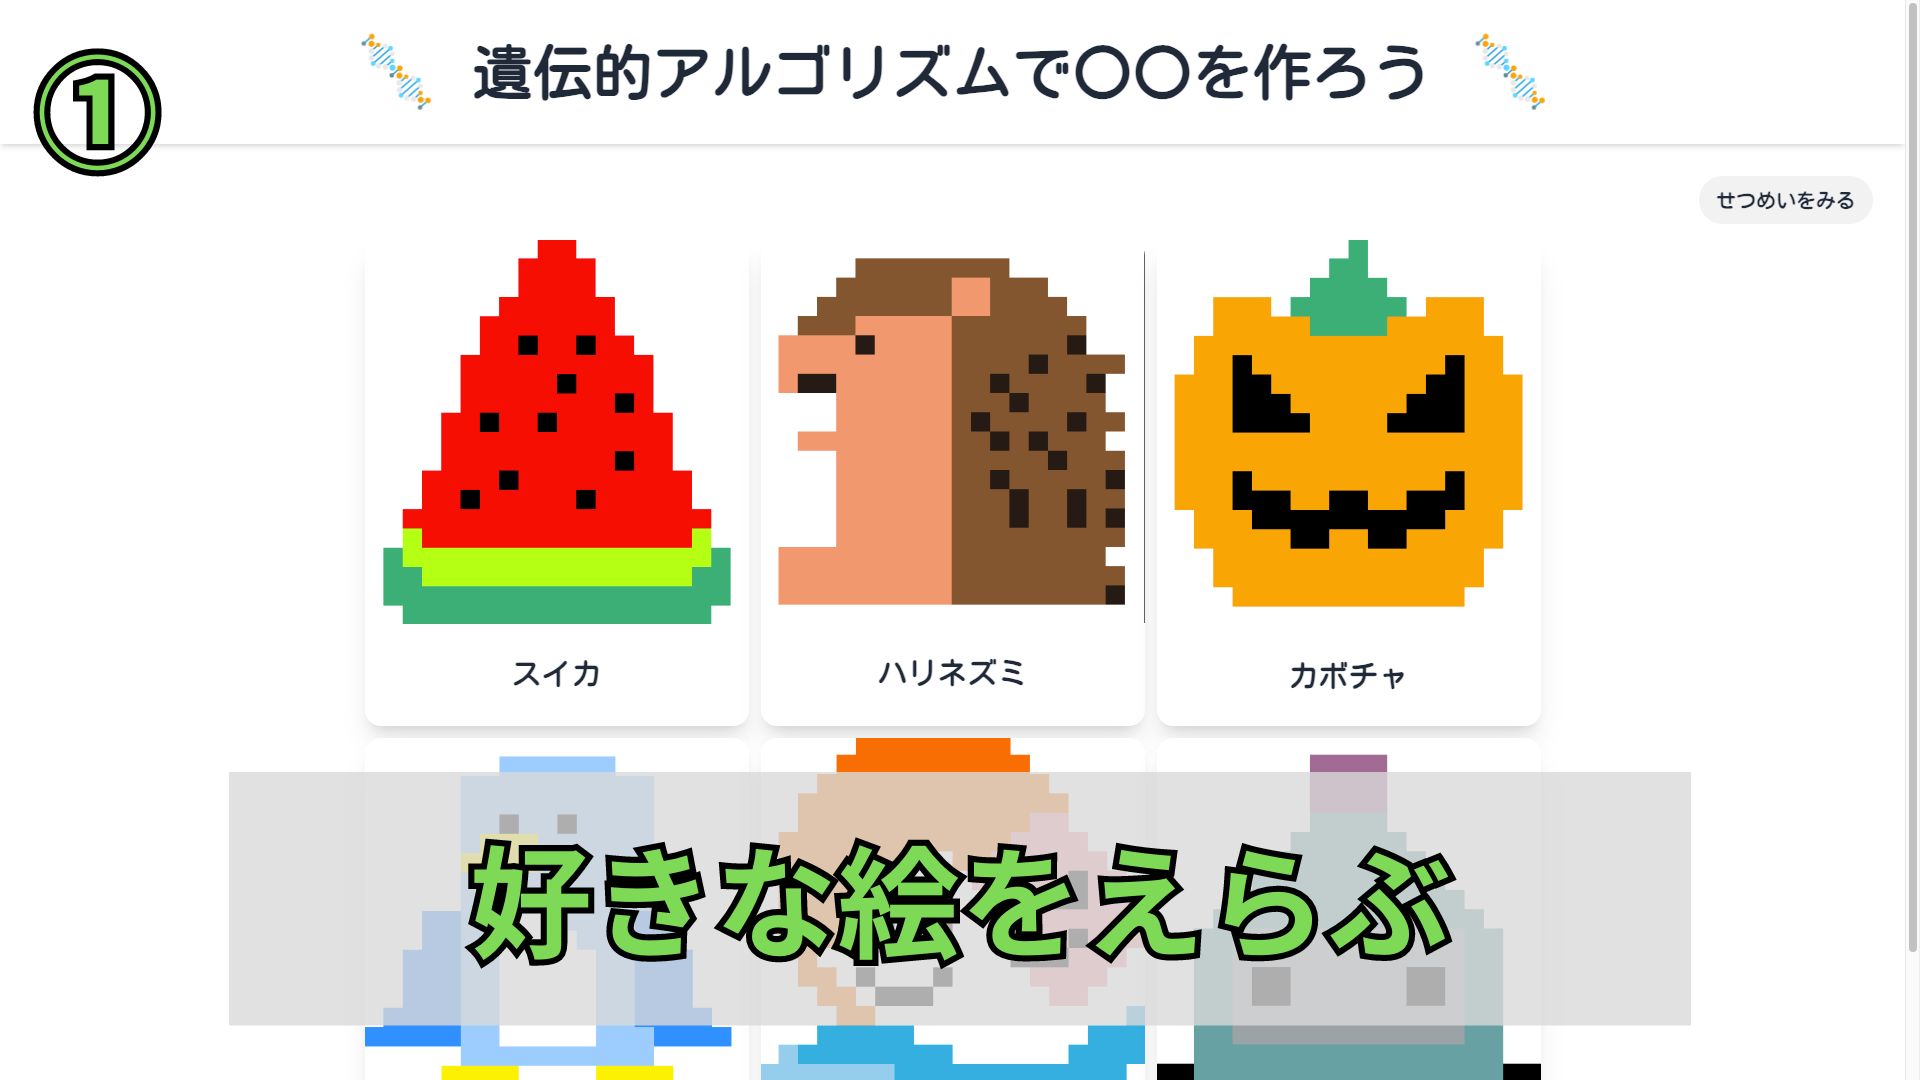 遺伝的アルゴリズムで〇〇を作ろう
①
せつめいをみる
スイカ
ハリネズミ
カボチャ
好きな絵をえらぶ